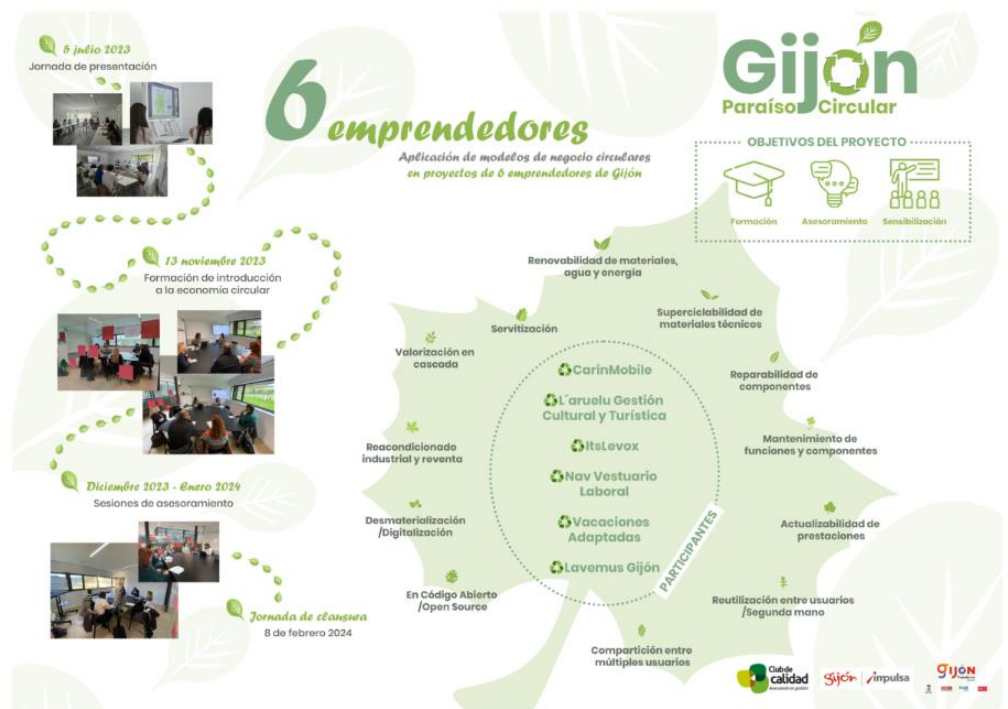 5 julio 2023
Jornada de presentación
13 noviembre 2023
Formación de introducción
a la economía circular
Diciembre 2023 - Enero 2024
Sesiones de asesoramiento
Jornada de clausura
8 de febrero 2024
6 emprendedores
Aplicación de modelos de negocio circulares
en proyectos de 6 emprendedores de Gijón
Gijón
Paraíso Circular
OBJETIVOS DEL PROYECTO
Formación
Asesoramiento
Sensibilización
Renovabilidad de materiales,
agua y energía
Superciclabilidad de
materiales técnicos
Reparabilidad de
componentes
Mantenimiento de
funciones y componentes
Actualizabilidad de
prestaciones
Reutilización entre usuarios
/Segunda mano
Compartición entre
múltiples usuarios
En Código Abierto
/Open Source
Desmaterialización
/Digitalización
Reacondicionado
industrial y reventa
Valorización en
cascada
Servitización
CarinMobile
L´aruelu Gestión
Cultural y Turística
ItsLevox
Nav Vestuario
Laboral
Vacaciones
Adaptadas
Lavemus Gijón
PARTICIPANTES
Club de
calidad
Gijón impulsa
GIJÓN